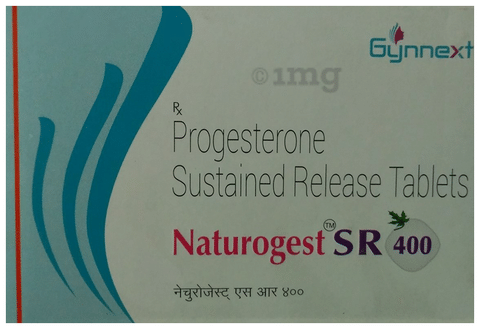 Gynnext
© 1mg
Rx
Progesterone
Sustained Release Tablets
Naturogest™ SR 400
नेचुरोजेस्ट् एस आर ४००